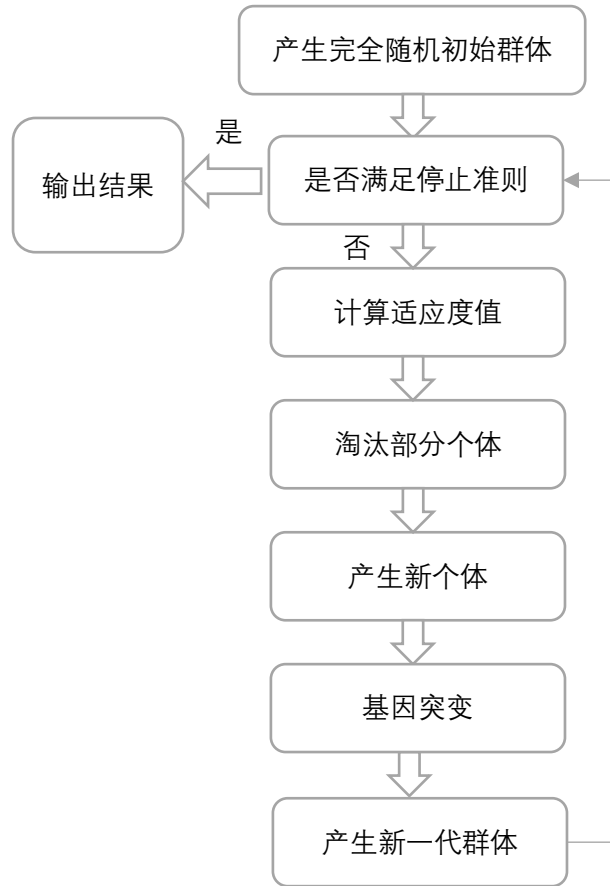 产生完全随机初始群体
是
输出结果
是否满足停止准则
否
计算适应度值
淘汰部分个体
产生新个体
基因突变
产生新一代群体